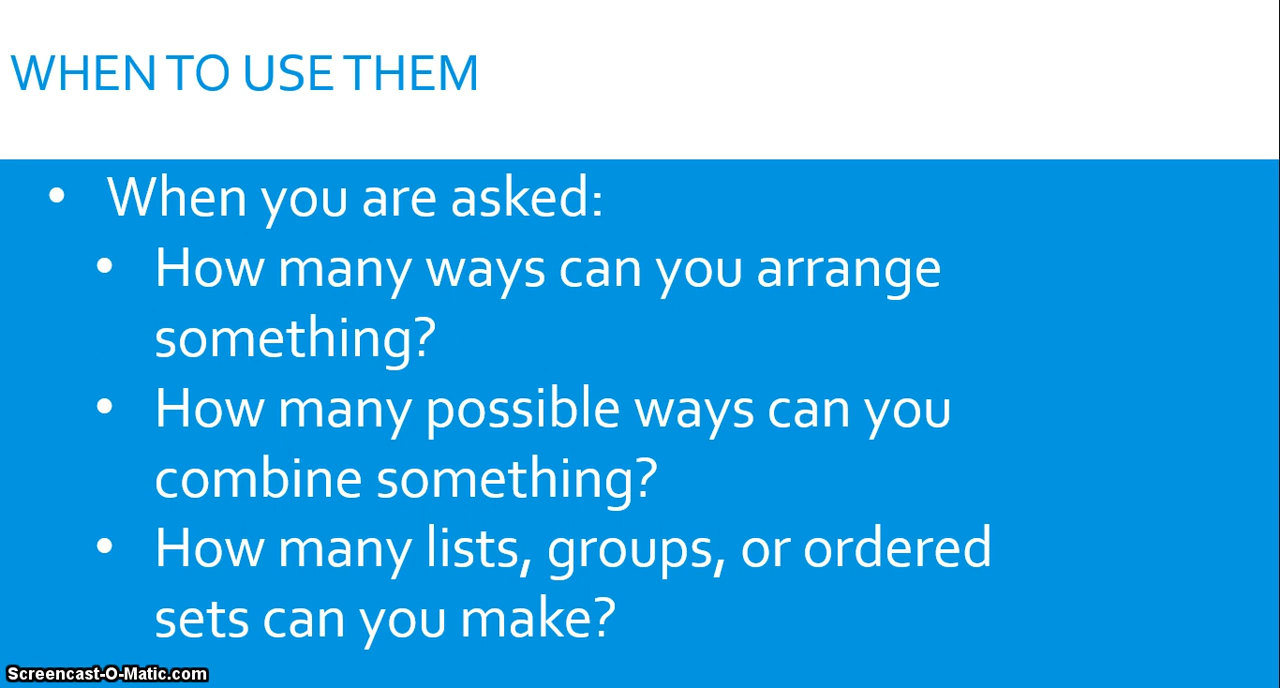 WHEN TO USE THEM
• When you are asked:
• How many ways can you arrange
something?
• How many possible ways can you
combine something?
• How many lists, groups, or ordered
sets can you make?
Screencast-O-Matic.com